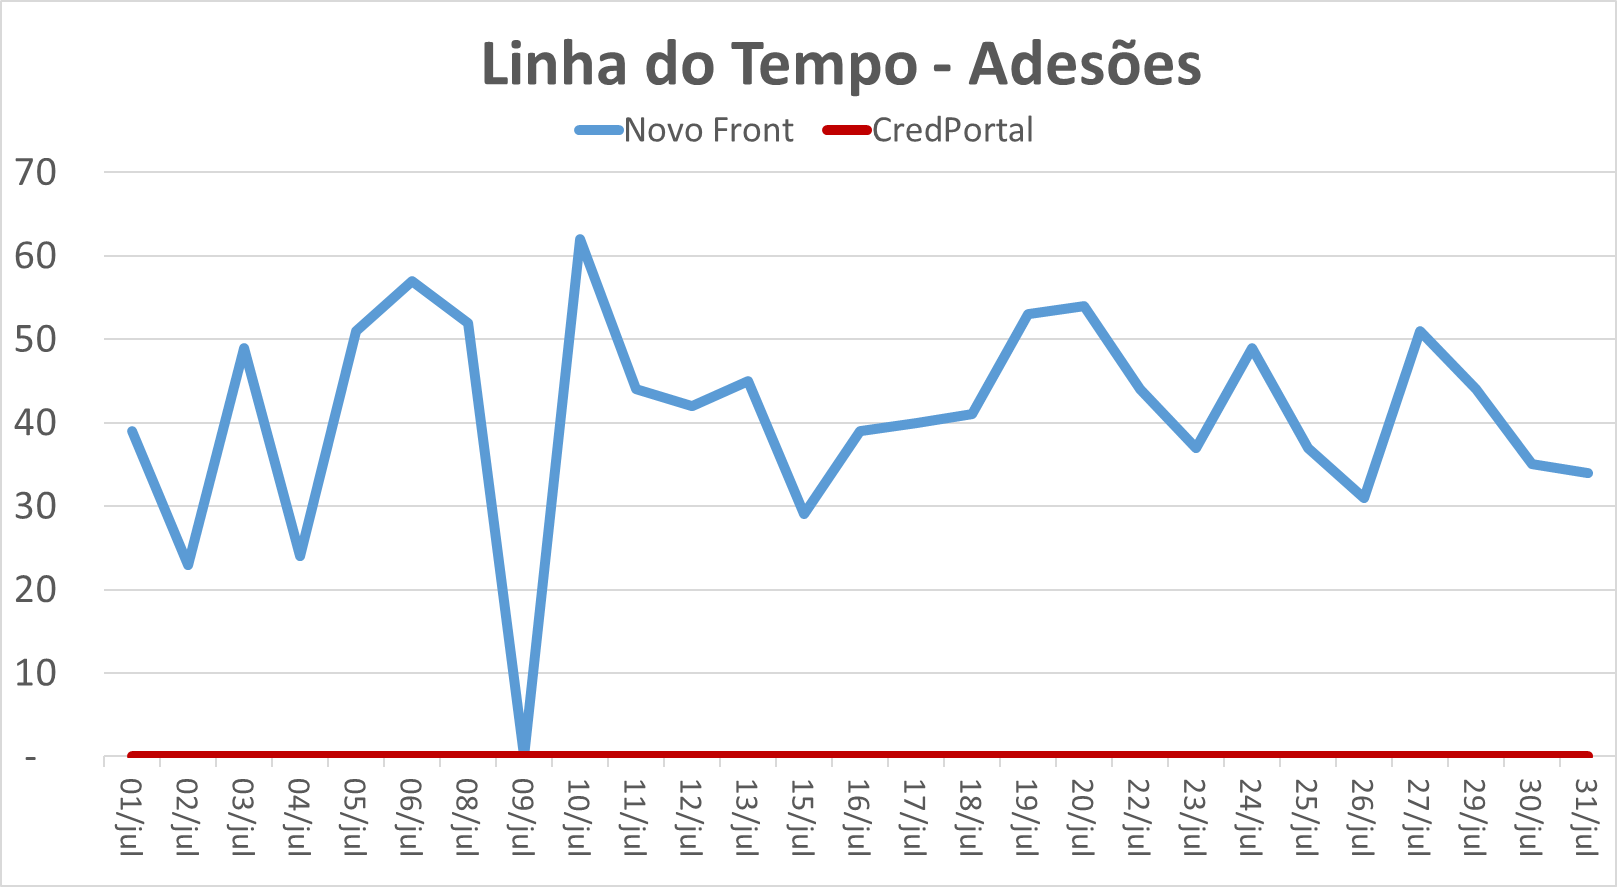 Linha do Tempo - Adesões
Novo Front CredPortal
70
60
50
40
30
20
10
-
01/jul
02/jul
03/jul
04/jul
05/jul
06/jul
08/jul
09/jul
10/jul
11/jul
12/jul
13/jul
15/jul
16/jul
17/jul
18/jul
19/jul
20/jul
22/jul
23/jul
24/jul
25/jul
26/jul
27/jul
29/jul
30/jul
31/jul